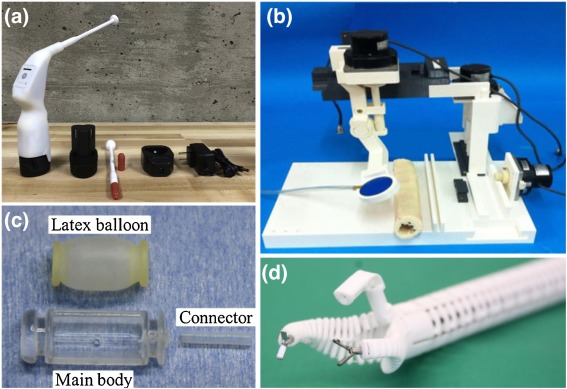 (a)
(b)
(c)
Latex balloon
Connector
Main body
(d)